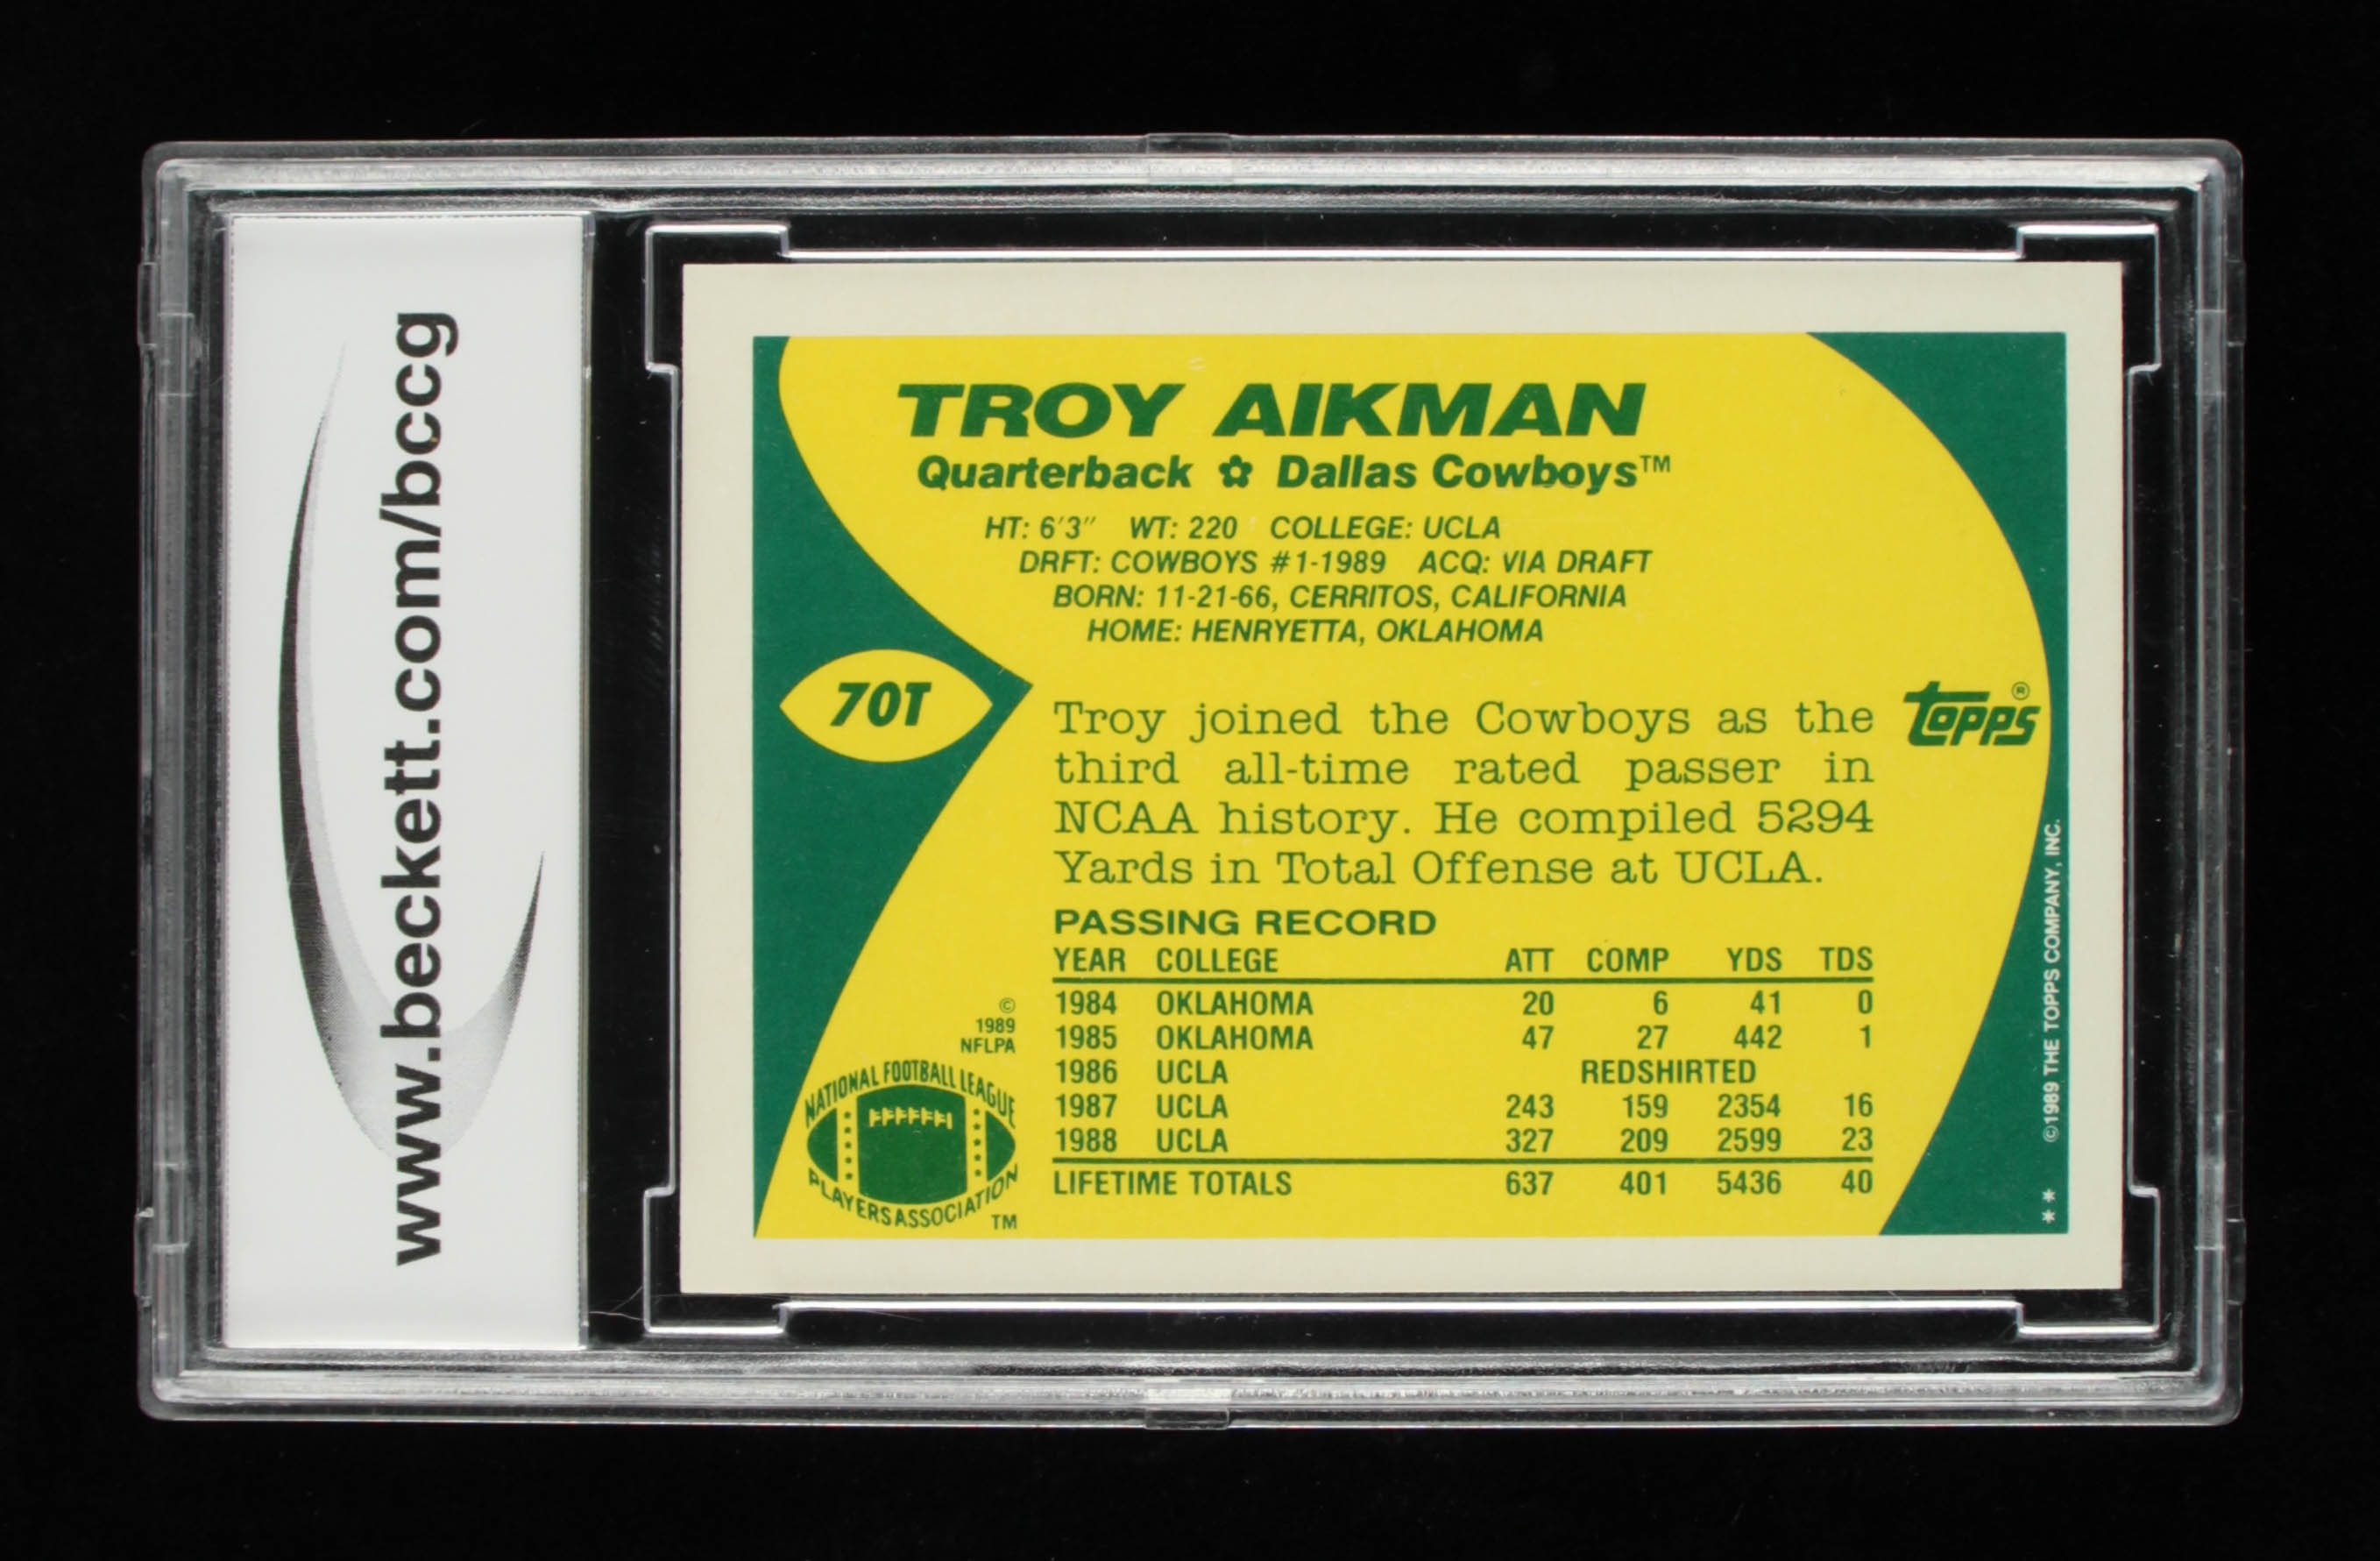 www.beckett.com/bccg
TROY AIKMAN
Quarterback ✿ Dallas Cowboys™
HT: 6'3" WT: 220 COLLEGE: UCLA
DRFT: COWBOYS #1-1989 ACQ: VIA DRAFT
BORN: 11-21-66, CERRITOS, CALIFORNIA
HOME: HENRYETTA, OKLAHOMA
70T
Troy joined the Cowboys as the
third all-time rated passer in
NCAA history. He compiled 5294
Yards in Total Offense at UCLA.
topps®
PASSING RECORD
YEAR COLLEGE ATT COMP YDS TDS
1984 OKLAHOMA 20 6 41 0
1985 OKLAHOMA 47 27 442 1
1986 UCLA REDSHIRTED
1987 UCLA 243 159 2354 16
1988 UCLA 327 209 2599 23
LIFETIME TOTALS 637 401 5436 40
©
1989
NFLPA
NATIONAL FOOTBALL LEAGUE
PLAYERS ASSOCIATION
TM
** ©1989 THE TOPPS COMPANY, INC.